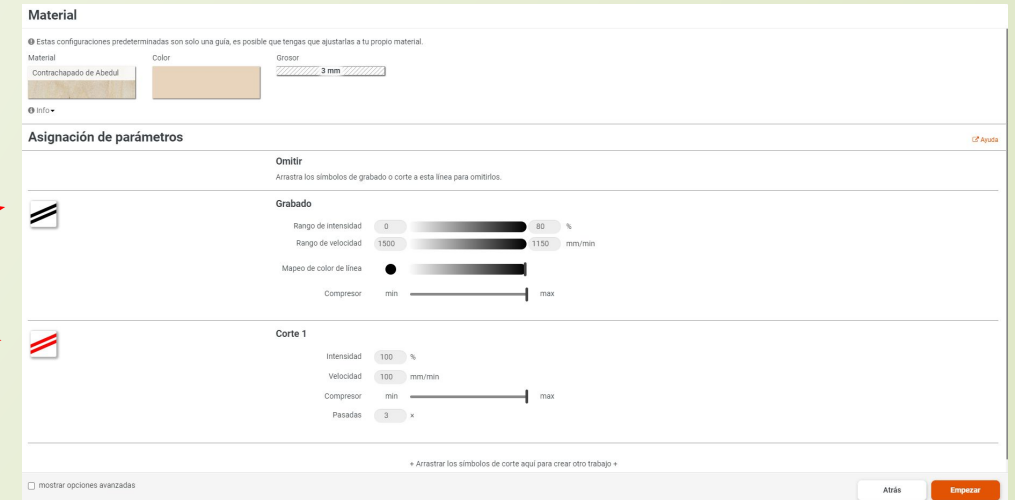 Material
Estas configuraciones predeterminadas son solo una guía, es posible que tengas que ajustarlas a tu propio material.
Material Color Grosor
Contrachapado de Abedul 3 mm
Info
Asignación de parámetros Ayuda
Omitir
Arrastra los símbolos de grabado o corte a esta línea para omitirlos.
Grabado
Rango de intensidad 0 80 %
Rango de velocidad 1500 1150 mm/min
Mapeo de color de línea
Compresor min max
Corte 1
Intensidad 100 %
Velocidad 100 mm/min
Compresor min max
Pasadas 3 ×
+ Arrastrar los símbolos de corte aquí para crear otro trabajo +
mostrar opciones avanzadas Atrás Empezar